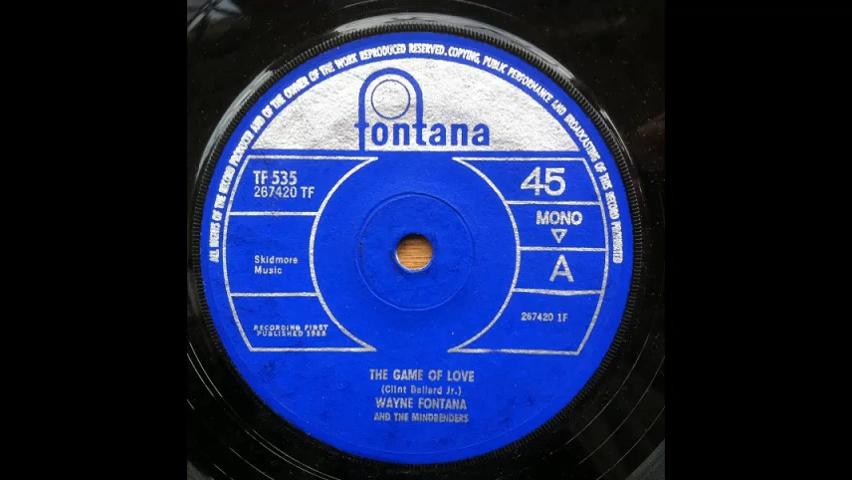 ALL RIGHTS OF THE RECORD PRODUCER AND OF THE OWNER OF THE WORK REPRODUCED RESERVED. COPYING, PUBLIC PERFORMANCE AND BROADCASTING OF THIS RECORD PROHIBITED
fontana
TF 535
267420 TF
45
MONO
A
Skidmore
Music
267420 1F
RECORDING FIRST
PUBLISHED 1965
THE GAME OF LOVE
(Clint Ballard Jr.)
WAYNE FONTANA
AND THE MINDBENDERS